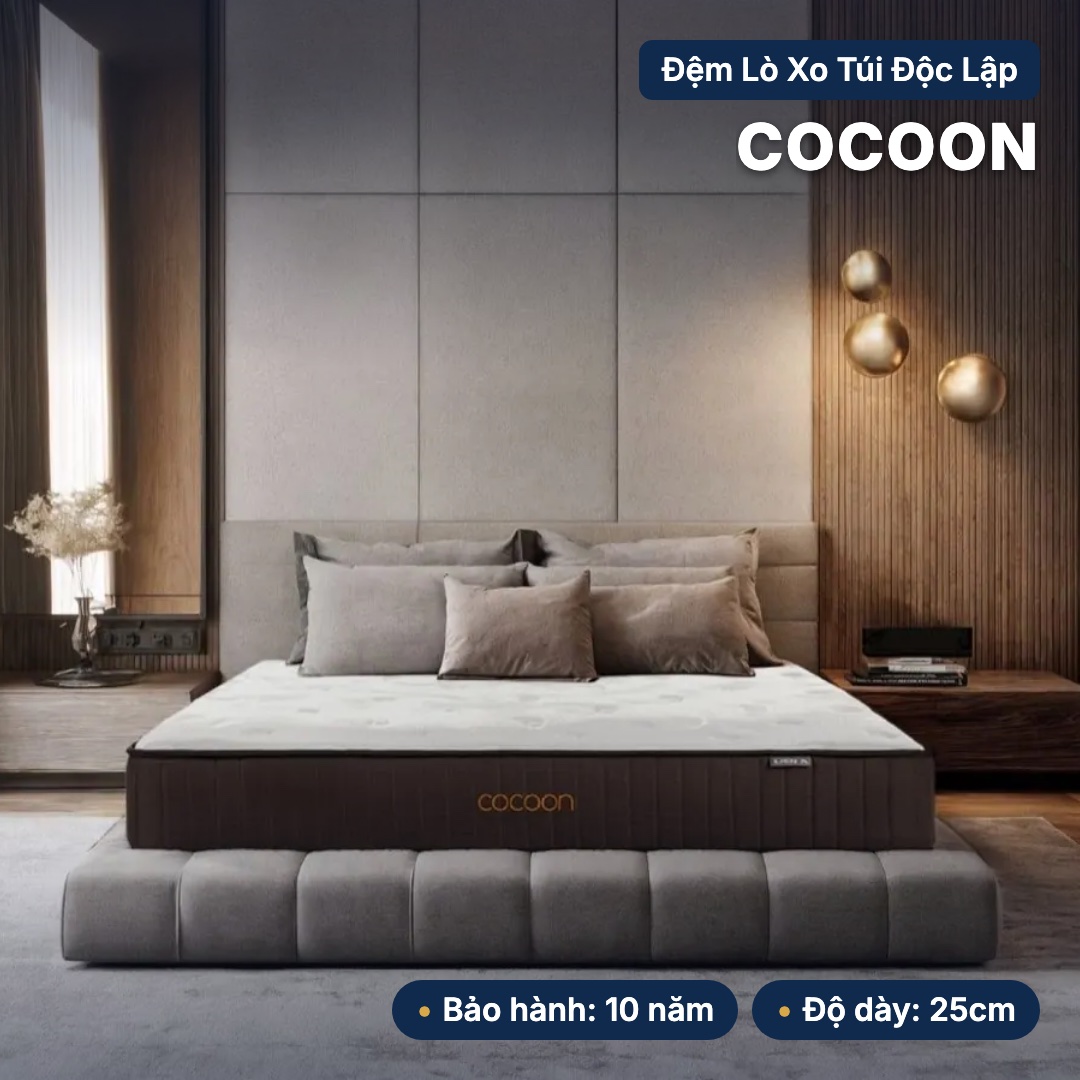 Đệm Lò Xo Túi Độc Lập
COCOON
cocoon
• Bảo hành: 10 năm
• Độ dày: 25cm